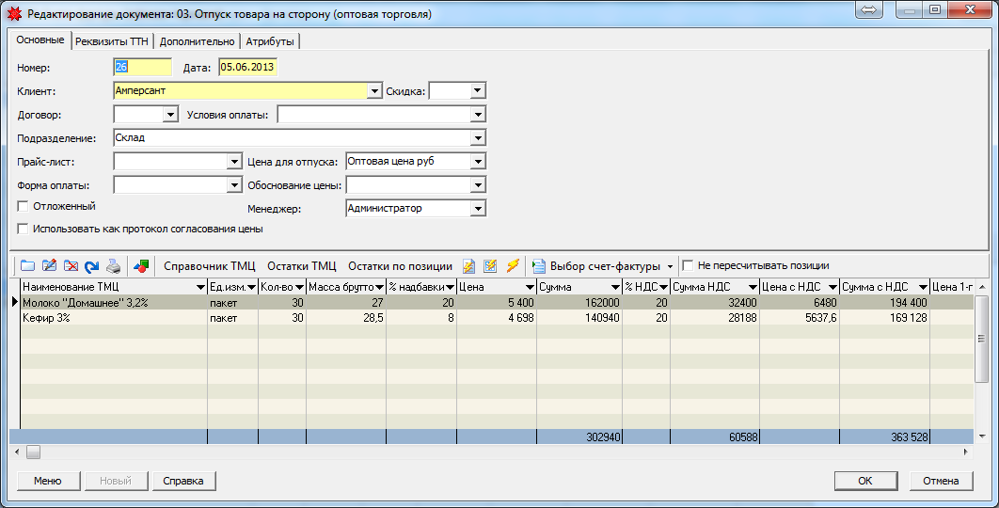 Редактирование документа: 03. Отпуск товара на сторону (оптовая торговля)
Основные Реквизиты ТТН Дополнительно Атрибуты
Номер: 26 Дата: 05.06.2013
Клиент: Амперсант Скидка:
Договор: Условия оплаты:
Подразделение: Склад
Прайс-лист: Цена для отпуска: Оптовая цена руб
Форма оплаты: Обоснование цены:
Отложенный Менеджер: Администратор
Использовать как протокол согласования цены
Справочник ТМЦ Остатки ТМЦ Остатки по позиции Выбор счет-фактуры Не пересчитывать позиции
Наименование ТМЦ Ед.изм. Кол-во Масса брутто % надбавки Цена Сумма % НДС Сумма НДС Цена с НДС Сумма с НДС Цена 1-г
Молоко "Домашнее" 3,2% пакет 30 27 20 5 400 162000 20 32400 6480 194 400
Кефир 3% пакет 30 28,5 8 4 698 140940 20 28188 5637,6 169 128
302940 60588 363 528
Меню Новый Справка ОК Отмена